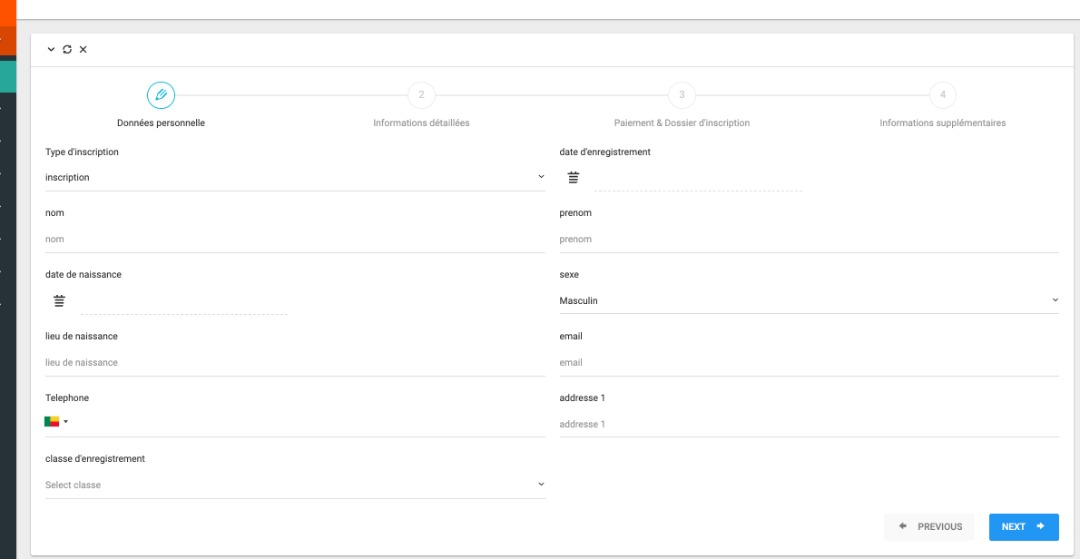 2
3
4
Données personnelle
Informations détaillées
Paiement & Dossier d'inscription
Informations supplémentaires
Type d'inscription
date d'enregistrement
inscription
nom
prenom
nom
prenom
date de naissance
sexe
Masculin
lieu de naissance
email
lieu de naissance
email
Telephone
addresse 1
addresse 1
classe d'enregistrement
Select classe
PREVIOUS
NEXT